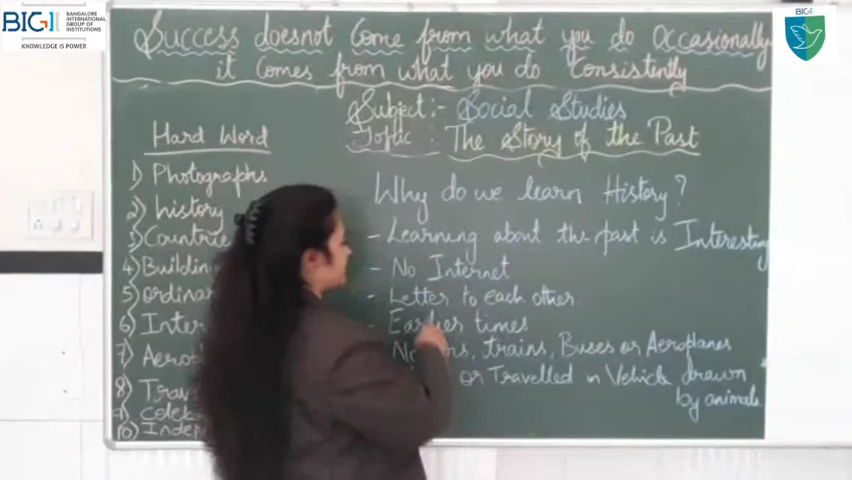 BIGI
BANGALORE
INTERNATIONAL
GROUP OF
INSTITUTIONS
KNOWLEDGE IS POWER
BIGI
Success doesnot Come from what you do Occasionally
it Comes from what you do Consistently
Subject:- Social Studies
Topic : The Story of the Past
Hard Word
1) Photographs
2) history
3) Countrie
4) Building
5) Ordinar
6) Inter
7) Aerop
8) Trav
9) Celeb
10) Indep
Why do we learn History?
- Learning about the past is Interesting
- No Internet
- Letter to each other.
- Earlier times
No trains, Buses or Aeroplanes
or Travelled in Vehicle drawn
by animals